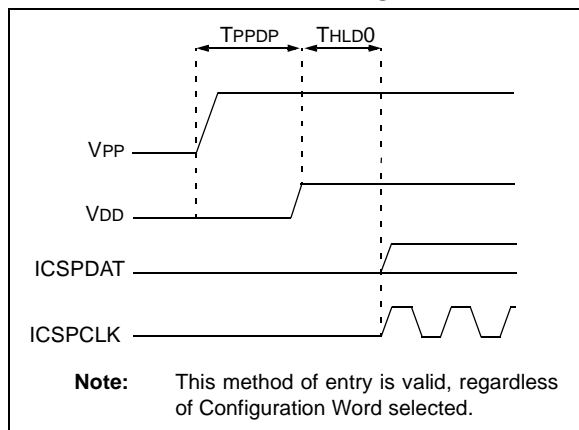 TPPDP THLD0
VPP
VDD
ICSPDAT
ICSPCLK
Note: This method of entry is valid, regardless
of Configuration Word selected.